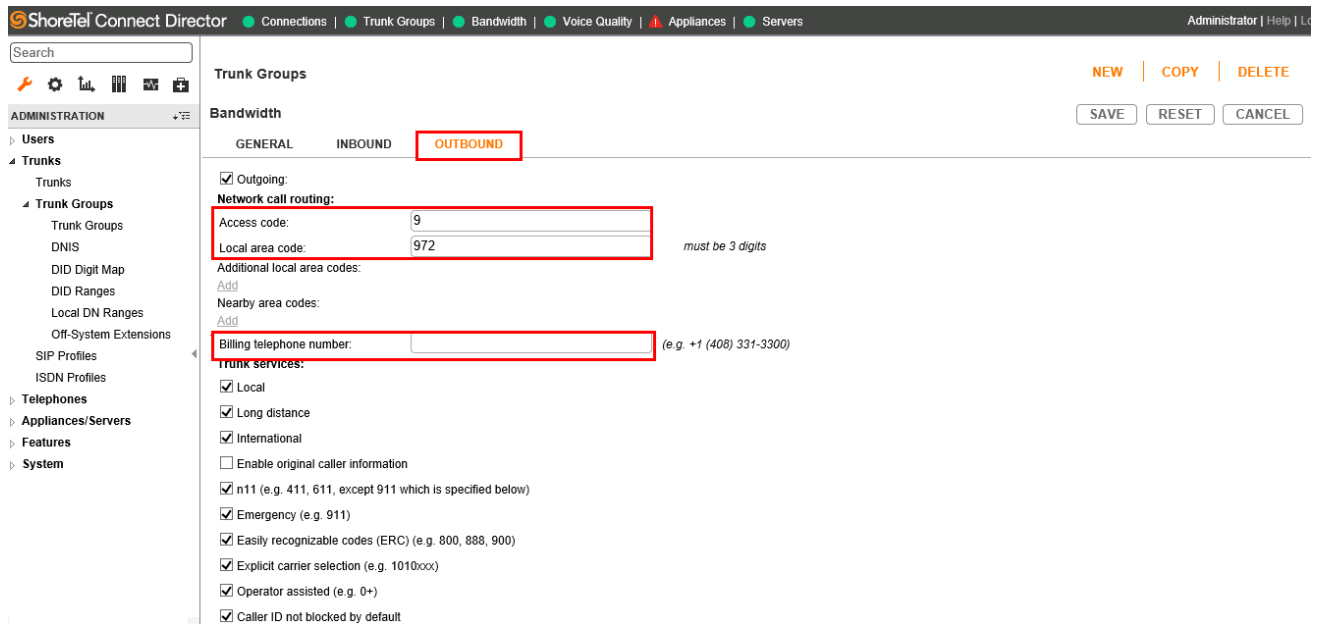 ShoreTel Connect Director Connections | Trunk Groups | Bandwidth | Voice Quality | Appliances | Servers Administrator | Help | Lo
Search
ADMINISTRATION
Users
Trunks
Trunks
Trunk Groups
Trunk Groups
DNIS
DID Digit Map
DID Ranges
Local DN Ranges
Off-System Extensions
SIP Profiles
ISDN Profiles
Telephones
Appliances/Servers
Features
System
Trunk Groups NEW | COPY | DELETE
Bandwidth SAVE RESET CANCEL
GENERAL INBOUND OUTBOUND
Outgoing:
Network call routing:
Access code: 9
Local area code: 972 must be 3 digits
Additional local area codes:
Add
Nearby area codes:
Add
Billing telephone number: (e.g. +1 (408) 331-3300)
Trunk services:
Local
Long distance
International
Enable original caller information
n11 (e.g. 411, 611, except 911 which is specified below)
Emergency (e.g. 911)
Easily recognizable codes (ERC) (e.g. 800, 888, 900)
Explicit carrier selection (e.g. 1010xxx)
Operator assisted (e.g. 0+)
Caller ID not blocked by default